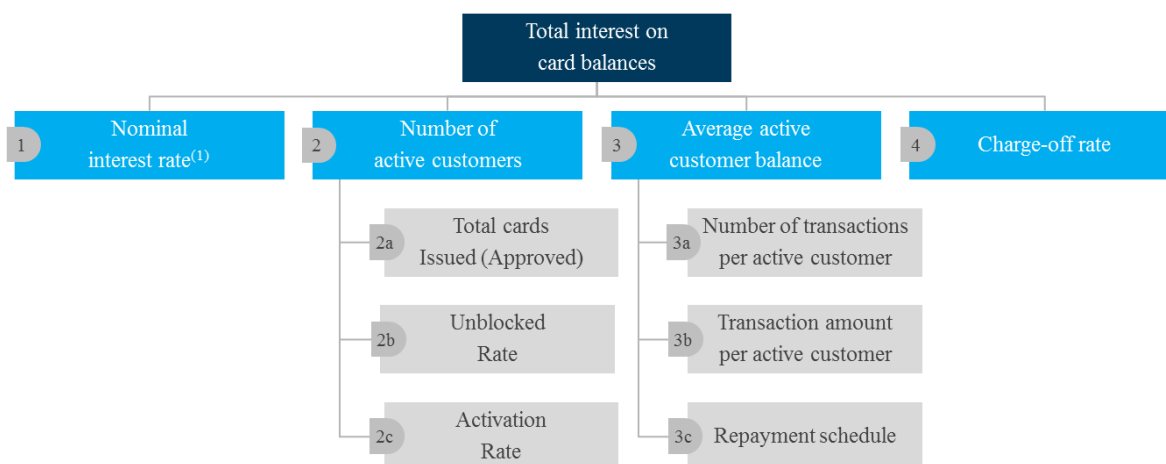 Total interest on
card balances
1
Nominal
interest rate(1)
2
Number of
active customers
3
Average active
customer balance
4
Charge-off rate
2a
Total cards
Issued (Approved)
2b
Unblocked
Rate
2c
Activation
Rate
3a
Number of transactions
per active customer
3b
Transaction amount
per active customer
3c
Repayment schedule